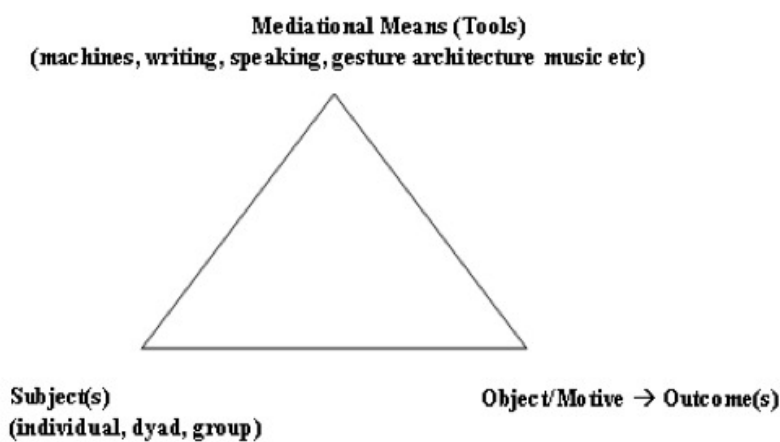 Mediational Means (Tools)
(machines, writing, speaking, gesture architecture music etc)
Subject(s)
(individual, dyad, group)
Object/Motive → Outcome(s)